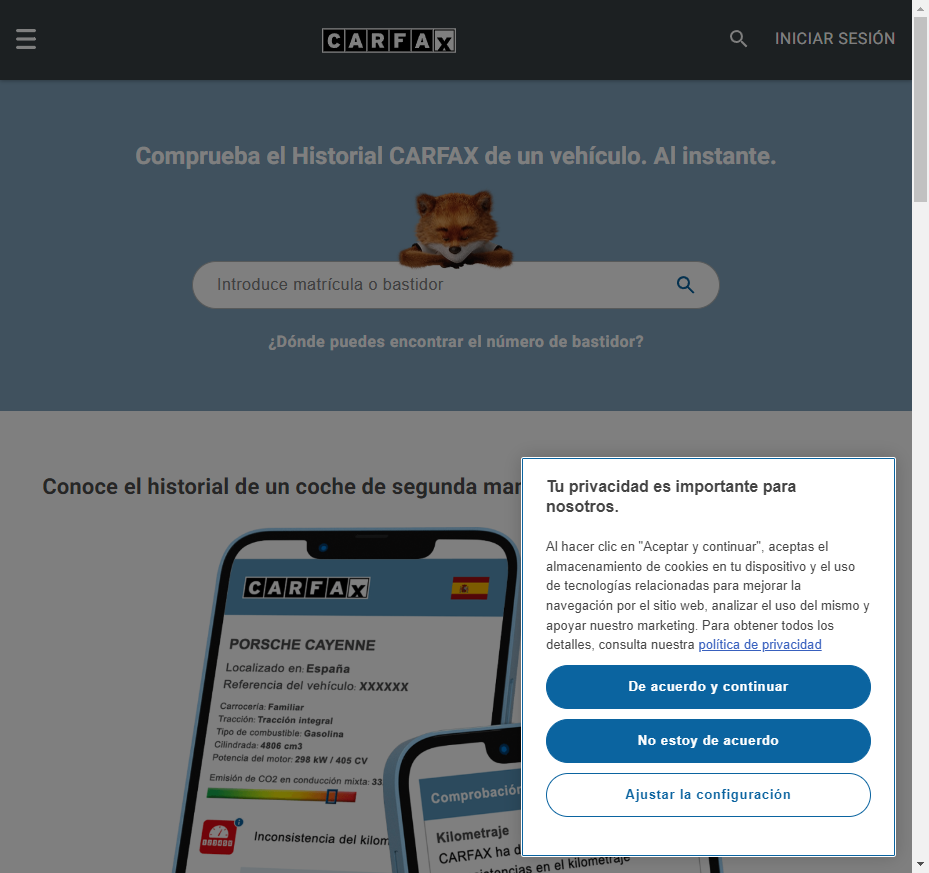 CARFAX
INICIAR SESIÓN
Comprueba el Historial CARFAX de un vehículo. Al instante.
Introduce matrícula o bastidor
¿Dónde puedes encontrar el número de bastidor?
Conoce el historial de un coche de segunda
CARFAX
PORSCHE CAYENNE
Localizado en: España
Referencia del vehículo: XXXXXX
Carrocería: Familiar
Tracción: Tracción integral
Tipo de combustible: Gasolina
Cilindrada: 4806 cm3
Potencia del motor: 298 kW / 405 CV
Emisión de CO2 en conducción mixta:
Inconsistencia del
Comprobación
Kilometraje
CARFAX ha
en el kilometraje
Tu privacidad es importante para
nosotros.
Al hacer clic en "Aceptar y continuar", aceptas el
almacenamiento de cookies en tu dispositivo y el uso
de tecnologías relacionadas para mejorar la
navegación por el sitio web, analizar el uso del mismo y
apoyar nuestro marketing. Para obtener todos los
detalles, consulta nuestra política de privacidad
De acuerdo y continuar
No estoy de acuerdo
Ajustar la configuración